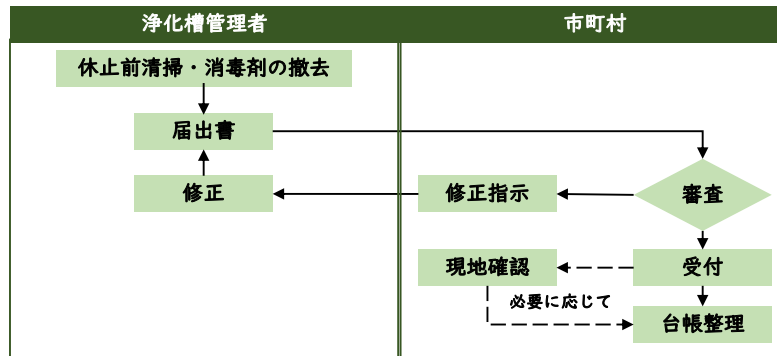 浄化槽管理者
市町村
休止前清掃・消毒剤の撤去
届出書
修正
修正指示
審査
現地確認
受付
必要に応じて
台帳整理